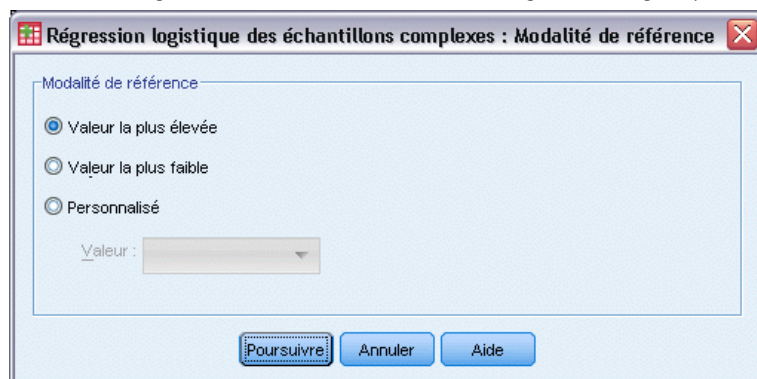 Régression logistique des échantillons complexes : Modalité de référence
Modalité de référence
Valeur la plus élevée
Valeur la plus faible
Personnalisé
Valeur :
Poursuivre Annuler Aide